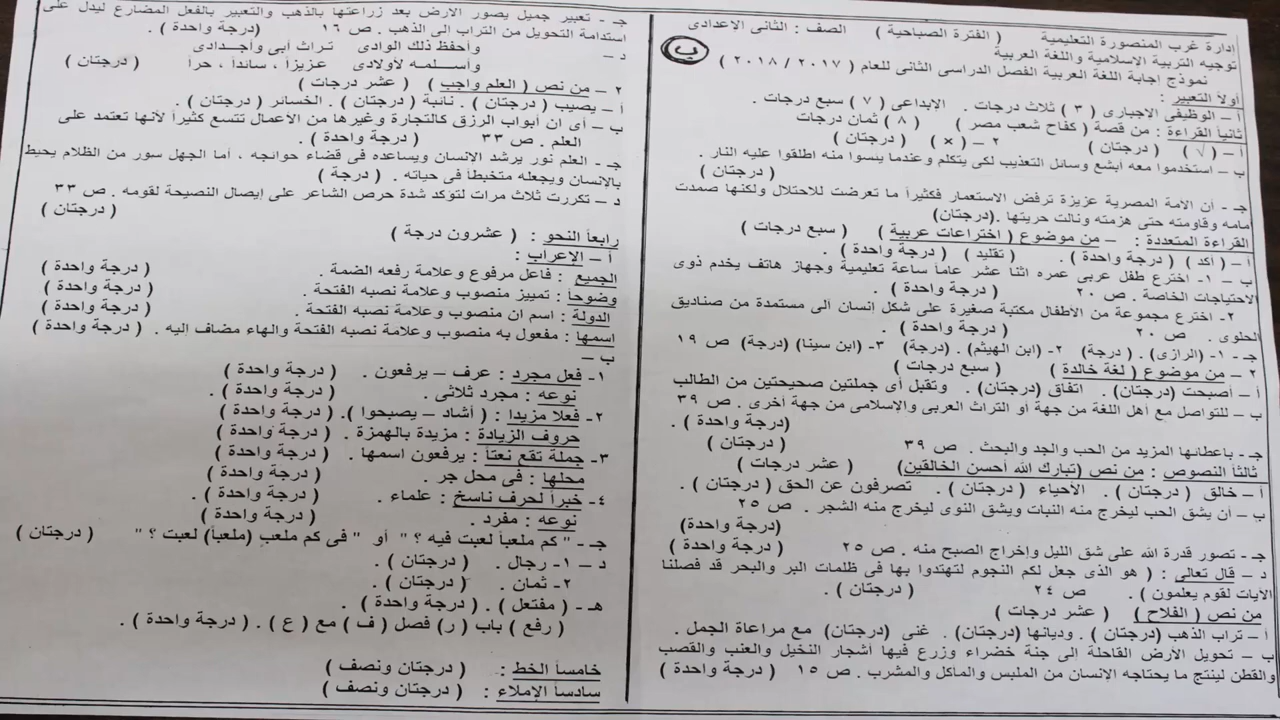 إدارة غرب المنصورة التعليمية ( الفترة الصباحية ) الصف : الثانى الاعدادى
توجيه التربية الاسلامية واللغة العربية
ب
نموذج إجابة اللغة العربية الفصل الدراسى الثانى للعام ( ٢٠١٧ / ٢٠١٨ )
أولاً التعبير :
أ – الوظيفى الاجبارى ( ٣ ) ثلاث درجات . الابداعى ( ٧ ) سبع درجات .
ثانياً القراءة : من قصة ( كفاح شعب مصر ) ( ٨ ) ثمان درجات
أ – ( √ ) ( درجتان ) ٢ – ( × ) ( درجتان )
ب – استخدموا معه أبشع وسائل التعذيب لكى يتكلم وعندما يئسوا منه اطلقوا عليه النار .
( درجتان )
جـ – أن الامة المصرية عزيزة ترفض الاستعمار فكثيراً ما تعرضت للاحتلال ولكنها صمدت
أمامه وقاومته حتى هزمته ونالت حريتها .(درجتان)
القراءة المتعددة : – من موضوع ( اختراعات عربية ) ( سبع درجات )
أ – ( أكد ) ( درجة واحدة ) . ( تقليد ) ( درجة واحدة ) .
ب – ١- اخترع طفل عربى عمره اثنا عشر عاماً ساعة تعليمية وجهاز هاتف يخدم ذوى
الاحتياجات الخاصة . ص ٢٠ ( درجة واحدة ) .
٢- اخترع مجموعة من الأطفال مكتبة صغيرة على شكل إنسان الى مستمدة من صناديق
الحلوى . ص ٢٠ ( درجة واحدة ) .
جـ – ١- (الرازى) . (درجة) ٢- (ابن الهيثم) . (درجة) ٣- (ابن سينا) (درجة) ص ١٩
٢ – من موضوع ( لغة خالدة ) ( سبع درجات )
أ – أصبحت (درجتان) . اتفاق (درجتان) . وتقبل أى جملتين صحيحتين من الطالب
ب – للتواصل مع أهل اللغة من جهة أو التراث العربى والإسلامى من جهة أخرى . ص ٣٩
(درجة واحدة ) .
جـ – باعطانها المزيد من الحب والجد والبحث . ص ٣٩ ( درجتان )
ثالثاً النصوص : من نص (تبارك الله أحسن الخالقين) ( عشر درجات )
أ – خالق ( درجتان ) . الأحياء ( درجتان ) . تصرفون عن الحق ( درجتان ) .
ب – أن يشق الحب ليخرج منه النبات ويشق النوى ليخرج منه الشجر . ص ٢٥
(درجة واحدة)
جـ – تصور قدرة الله على شق الليل وإخراج الصبح منه . ص ٢٥ ( درجة واحدة )
د – قال تعالى : ( هو الذى جعل لكم النجوم لتهتدوا بها فى ظلمات البر والبحر قد فصلنا
الآيات لقوم يعلمون ) . ص ٢٤ ( درجتان ) .
من نص ( الفلاح ) ( عشر درجات )
أ – تراب الذهب (درجتان ) . وديانها (درجتان) . غنى (درجتان) مع مراعاة الجمل .
ب – تحويل الأرض القاحلة إلى جنة خضراء وزرع فيها أشجار النخيل والعنب والقصب
والقطن لينتج ما يحتاجه الإنسان من الملبس والمأكل والمشرب . ص ١٥ ( درجة واحدة )
جـ - تعبير جميل يصور الارض بعد زراعتها بالذهب والتعبير بالفعل المضارع ليدل على
استدامة التحويل من التراب الى الذهب . ص ١٦ (درجة واحدة ) .
د – وأحفظ ذلك الوادى تراث أبى وأجدادى
وأسلمه لاولادى عزيزاً ، سائداً ، حراً ( درجتان )
٢ – من نص ( العلم واجب ) ( عشر درجات )
أ – يصيب ( درجتان ) . نائبة ( درجتان ) . الخسائر ( درجتان ) .
ب – أى ان أبواب الرزق كالتجارة وغيرها من الأعمال تتسع كثيراً لأنها تعتمد على
العلم . ص ٣٣ ( درجة واحدة ) .
جـ – العلم نور يرشد الانسان ويساعده فى قضاء حوائجه ، أما الجهل سور من الظلام يحيط
بالإنسان ويجعله متخبطا فى حياته . ( درجة )
د – تكررت ثلاث مرات لتؤكد شدة حرص الشاعر على إيصال النصيحة لقومه . ص ٣٣
( درجتان )
رابعاً النحو : ( عشرون درجة )
أ – الإعراب :
الجميع : فاعل مرفوع وعلامة رفعه الضمة . ( درجة واحدة )
وضوحاً : تمييز منصوب وعلامة نصبه الفتحة . ( درجة واحدة )
الدولة : اسم ان منصوب وعلامة نصبه الفتحة . ( درجة واحدة )
اسمها : مفعول به منصوب وعلامة نصبه الفتحة والهاء مضاف إليه . ( درجة واحدة )
ب –
١- فعل مجرد : عرف – يرفعون . ( درجة واحدة )
نوعه : مجرد ثلاثى . ( درجة واحدة ) .
٢- فعلا مزيدا : ( أشاد – يصبحوا ). ( درجة واحدة )
حروف الزيادة : مزيدة بالهمزة . ( درجة واحدة )
٣- جملة تقع نعتاً : يرفعون اسمها . ( درجة واحدة )
محلها : فى محل جر . ( درجة واحدة )
٤- خبراً لحرف ناسخ : علماء . ( درجة واحدة ) .
نوعه : مفرد . ( درجة واحدة )
جـ – " كم ملعباً لعبت فيه ؟ " أو " فى كم ملعب (ملعباً) لعبت ؟ " ( درجتان )
د – ١- رجال . ( درجتان ) .
٢- ثمان . ( درجتان ) .
هـ - ( مفتعل ) . ( درجة واحدة ) .
( رفع ) باب ( ر) فصل ( ف ) مع ( ع ) . ( درجة واحدة ) .
خامساً الخط : ( درجتان ونصف )
سادساً الإملاء : ( درجتان ونصف )